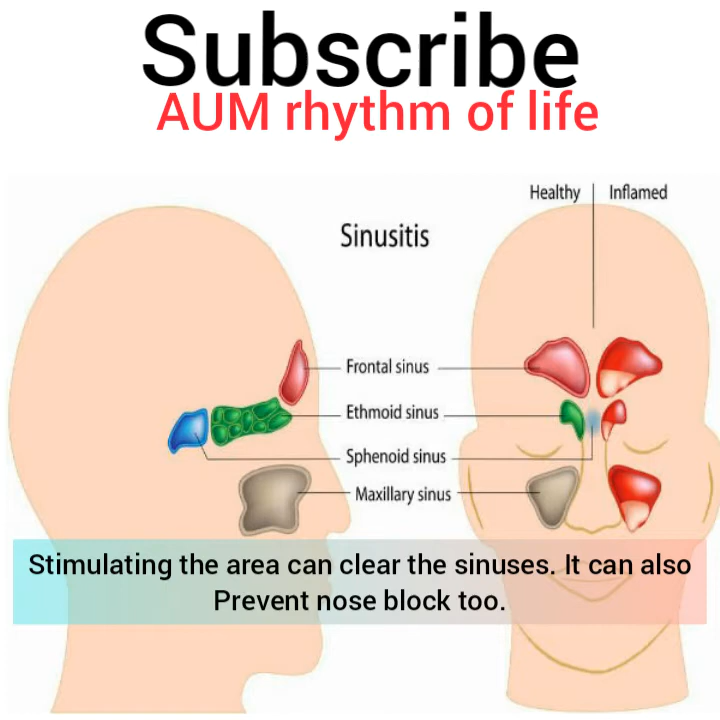 Subscribe
AUM rhythm of life
Healthy
Inflamed
Sinusitis
Frontal sinus
Ethmoid sinus
Sphenoid sinus
Maxillary sinus
Stimulating the area can clear the sinuses. It can also
Prevent nose block too.